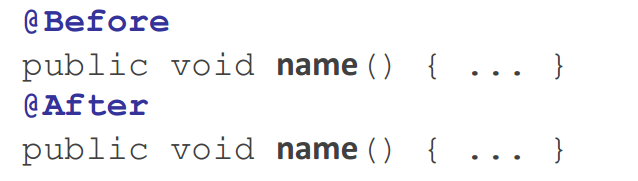 @Before
public void name() { ... }
@After
public void name() { ... }